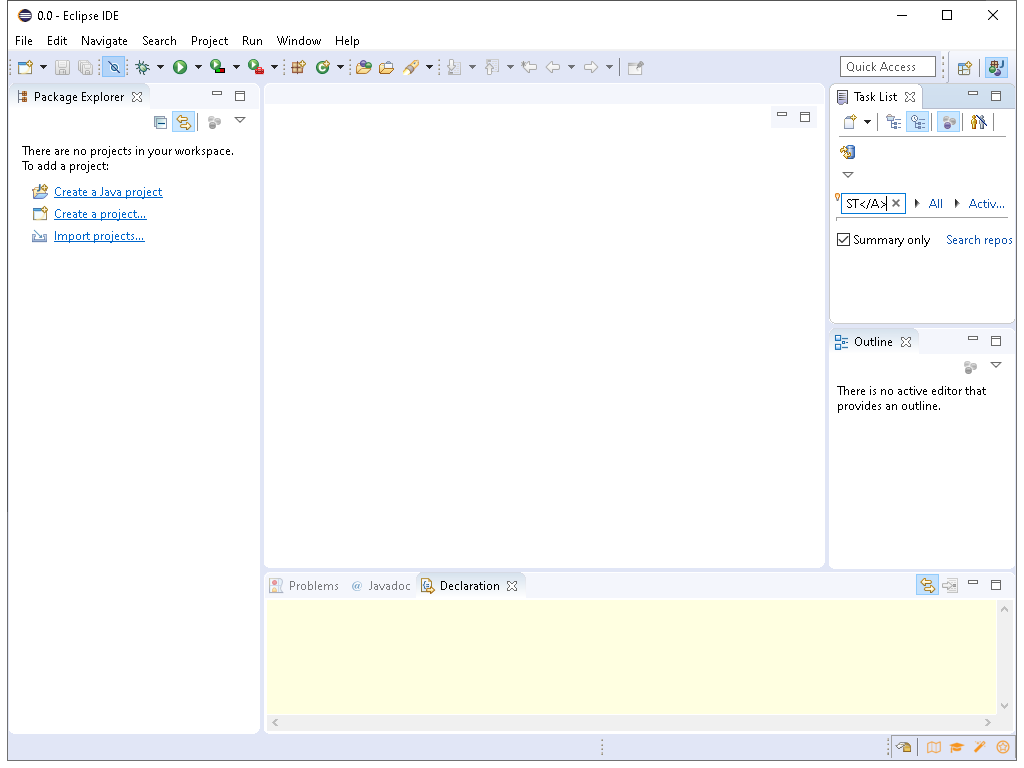 0.0 - Eclipse IDE
File Edit Navigate Search Project Run Window Help
Quick Access
Package Explorer
There are no projects in your workspace.
To add a project:
Create a Java project
Create a project...
Import projects...
Task List
ST</A> All Activ...
Summary only Search repos
Outline
There is no active editor that
provides an outline.
Problems @ Javadoc Declaration